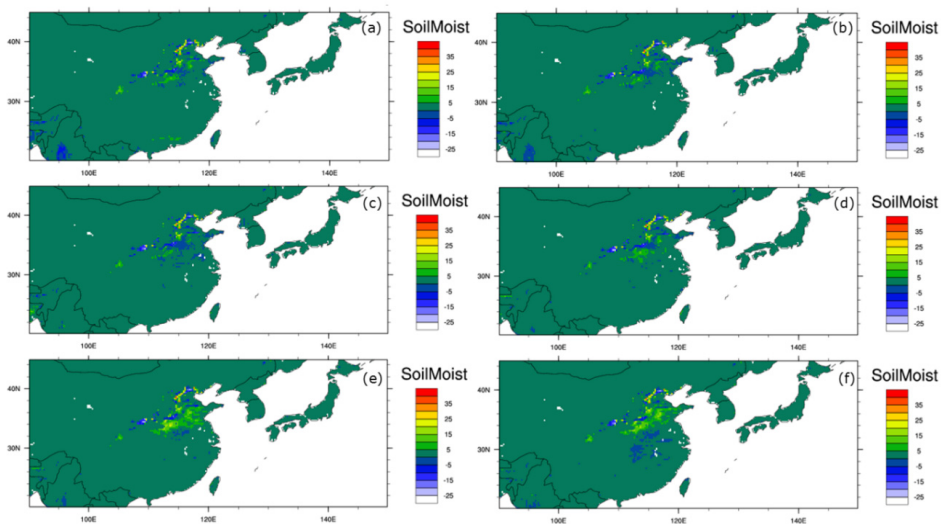 (a) SoilMoist
40N
30N
100E 120E 140E
35
25
15
5
-5
-15
-25
(b) SoilMoist
40N
30N
100E 120E 140E
35
25
15
5
-5
-15
-25
(c) SoilMoist
40N
30N
100E 120E 140E
35
25
15
5
-5
-15
-25
(d) SoilMoist
40N
30N
100E 120E 140E
35
25
15
5
-5
-15
-25
(e) SoilMoist
40N
30N
100E 120E 140E
35
25
15
5
-5
-15
-25
(f) SoilMoist
40N
30N
100E 120E 140E
35
25
15
5
-5
-15
-25